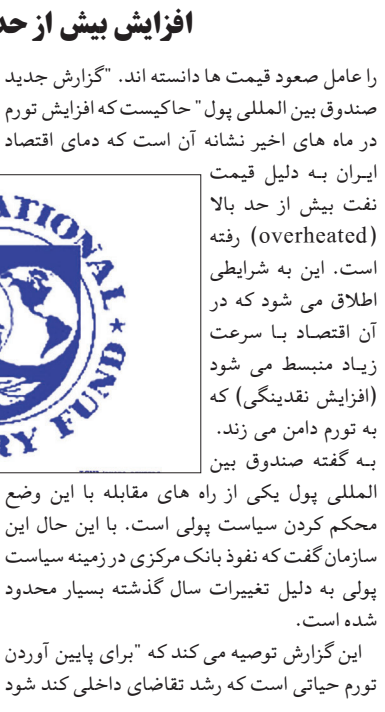 افزایش بیش از حد
را عامل صعود قیمت ها دانسته اند. "گزارش جدید
صندوق بین المللی پول" حاکیست که افزایش تورم
در ماه های اخیر نشانه آن است که دمای اقتصاد
ایران به دلیل قیمت
نفت بیش از حد بالا
(overheated) رفته
است. این به شرایطی
اطلاق می شود که در
آن اقتصاد با سرعت
زیاد منبسط می شود
(افزایش نقدینگی) که
به تورم دامن می زند.
به گفته صندوق بین
المللی پول یکی از راه های مقابله با این وضع
محکم کردن سیاست پولی است. با این حال این
سازمان گفت که نفوذ بانک مرکزی در زمینه سیاست
پولی به دلیل تغییرات سال گذشته بسیار محدود
شده است.
این گزارش توصیه می کند که "برای پایین آوردن
تورم حیاتی است که رشد تقاضای داخلی کند شود
ATIONAL
RY FUND